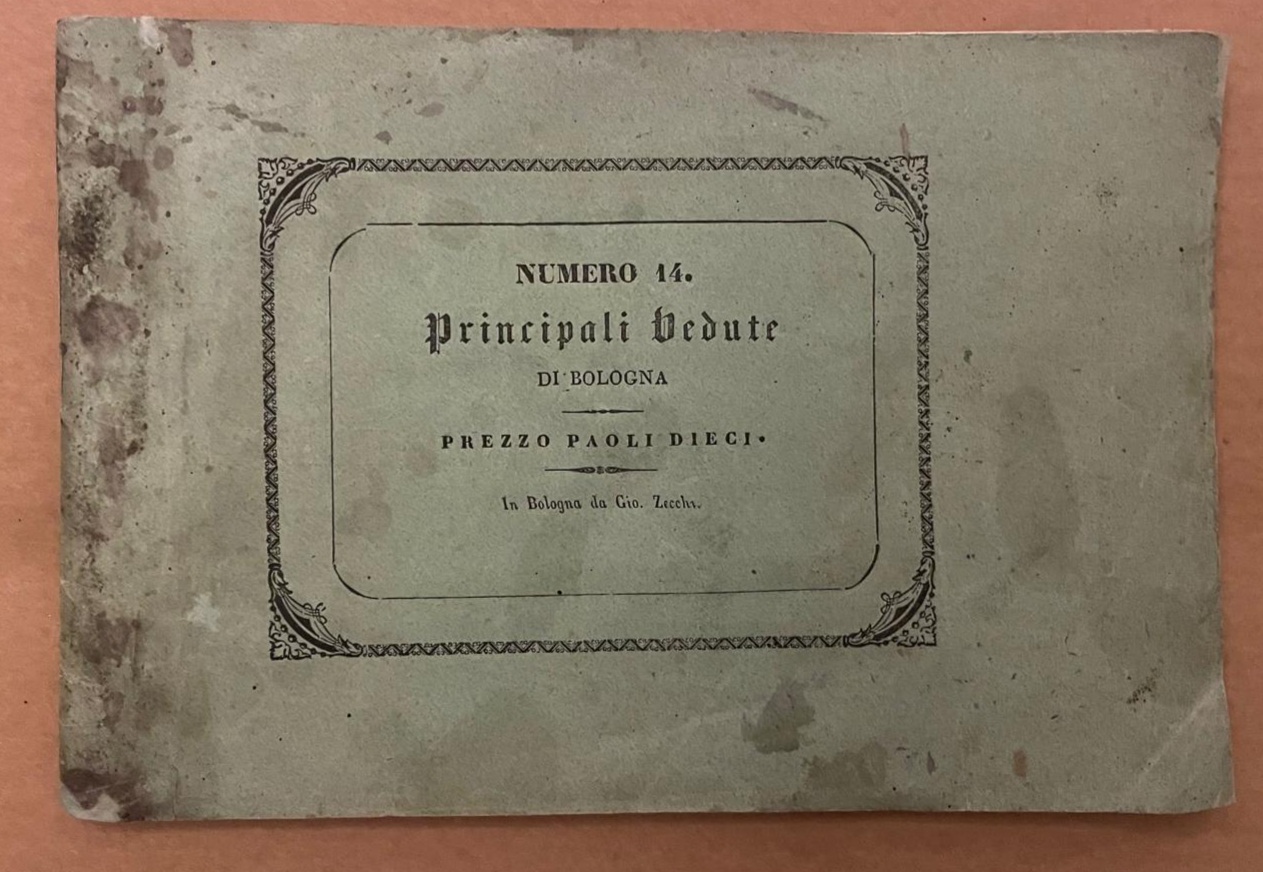 NUMERO 14.
Principali Vedute
DI BOLOGNA
PREZZO PAOLI DIECI.
In Bologna da Gio. Zecchi.